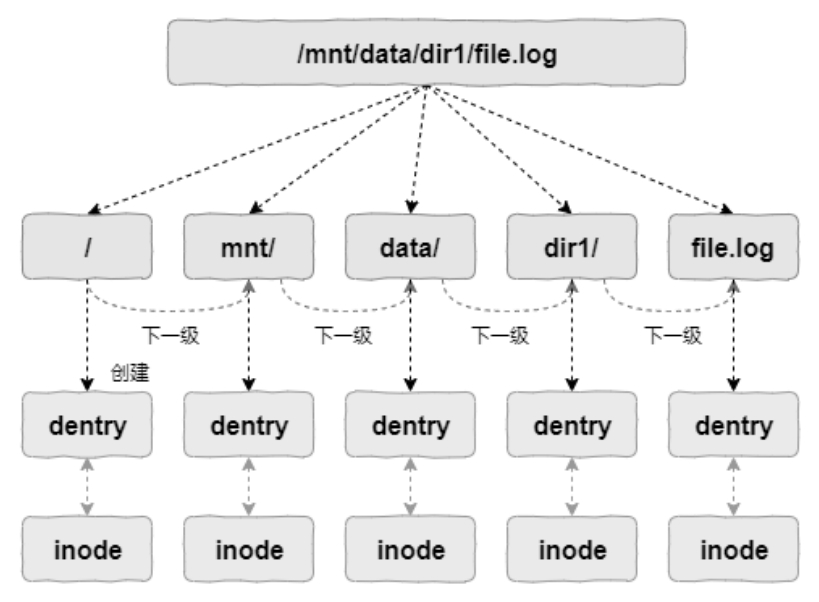 /mnt/data/dir1/file.log
/ mnt/ data/ dir1/ file.log
下一级 下一级 下一级 下一级
创建
dentry dentry dentry dentry dentry
inode inode inode inode inode